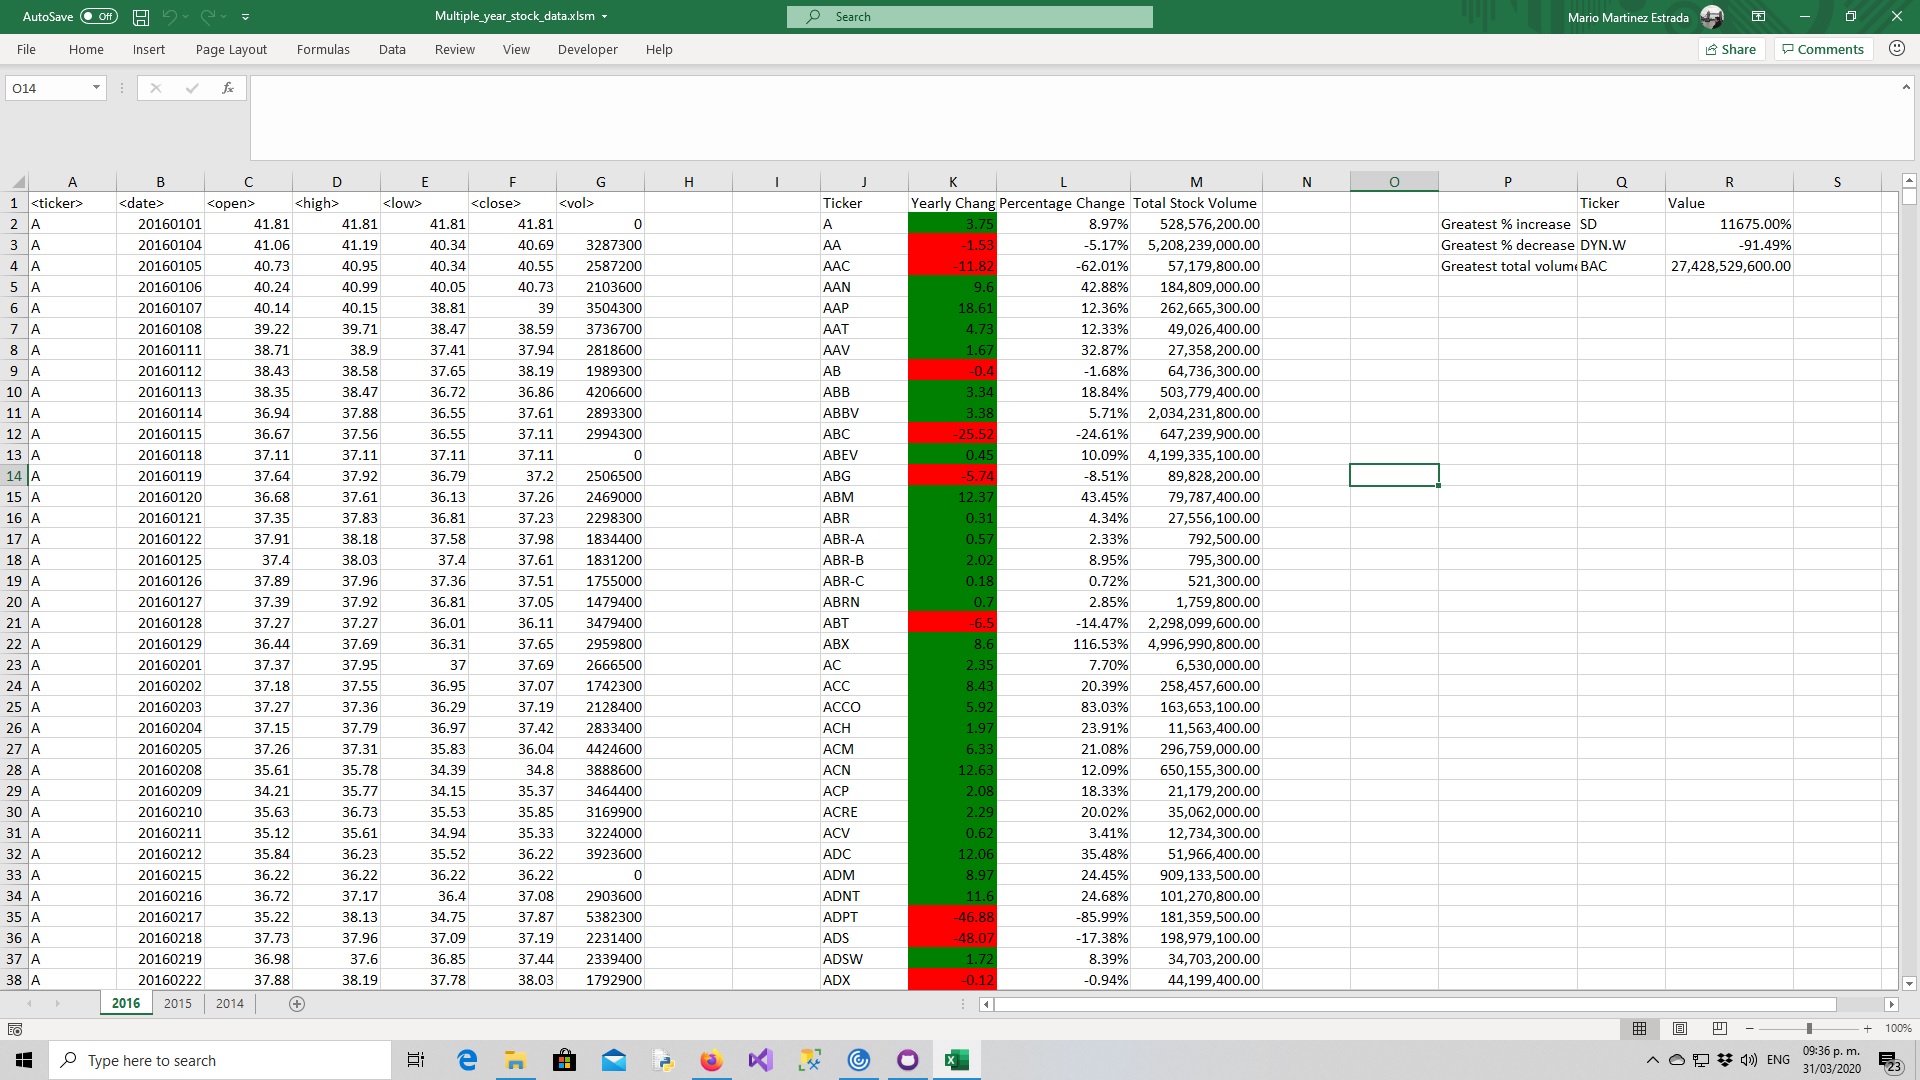 AutoSave Off Multiple_year_stock_data.xlsm Search Mario Martinez Estrada
File Home Insert Page Layout Formulas Data Review View Developer Help Share Comments
O14 fx
A B C D E F G H I J K L M N O P Q R S
1 <ticker> <date> <open> <high> <low> <close> <vol> Ticker Yearly Chang Percentage Change Total Stock Volume Ticker Value
2 A 20160101 41.81 41.81 41.81 41.81 0 A 3.75 8.97% 528,576,200.00 Greatest % increase SD 11675.00%
3 A 20160104 41.06 41.19 40.34 40.69 3287300 AA -1.53 -5.17% 5,208,239,000.00 Greatest % decrease DYN.W -91.49%
4 A 20160105 40.73 40.95 40.34 40.55 2587200 AAC -11.82 -62.01% 57,179,800.00 Greatest total volume BAC 27,428,529,600.00
5 A 20160106 40.24 40.99 40.05 40.73 2103600 AAN 9.6 42.88% 184,809,000.00
6 A 20160107 40.14 40.15 38.81 39 3504300 AAP 18.61 12.36% 262,665,300.00
7 A 20160108 39.22 39.71 38.47 38.59 3736700 AAT 4.73 12.33% 49,026,400.00
8 A 20160111 38.71 38.9 37.41 37.94 2818600 AAV 1.67 32.87% 27,358,200.00
9 A 20160112 38.43 38.58 37.65 38.19 1989300 AB -0.4 -1.68% 64,736,300.00
10 A 20160113 38.35 38.47 36.72 36.86 4206600 ABB 3.34 18.84% 503,779,400.00
11 A 20160114 36.94 37.88 36.55 37.61 2893300 ABBV 3.38 5.71% 2,034,231,800.00
12 A 20160115 36.67 37.56 36.55 37.11 2994300 ABC -25.52 -24.61% 647,239,900.00
13 A 20160118 37.11 37.11 37.11 37.11 0 ABEV 0.45 10.09% 4,199,335,100.00
14 A 20160119 37.64 37.92 36.79 37.2 2506500 ABG -5.74 -8.51% 89,828,200.00
15 A 20160120 36.68 37.61 36.13 37.26 2469000 ABM 12.37 43.45% 79,787,400.00
16 A 20160121 37.35 37.83 36.81 37.23 2298300 ABR 0.31 4.34% 27,556,100.00
17 A 20160122 37.91 38.18 37.58 37.98 1834400 ABR-A 0.57 2.33% 792,500.00
18 A 20160125 37.4 38.03 37.4 37.61 1831200 ABR-B 2.02 8.95% 795,300.00
19 A 20160126 37.89 37.96 37.36 37.51 1755000 ABR-C 0.18 0.72% 521,300.00
20 A 20160127 37.39 37.92 36.81 37.05 1479400 ABRN 0.7 2.85% 1,759,800.00
21 A 20160128 37.27 37.27 36.01 36.11 3479400 ABT -6.5 -14.47% 2,298,099,600.00
22 A 20160129 36.44 37.69 36.31 37.65 2959800 ABX 8.6 116.53% 4,996,990,800.00
23 A 20160201 37.37 37.95 37 37.69 2666500 AC 2.35 7.70% 6,530,000.00
24 A 20160202 37.18 37.55 36.95 37.07 1742300 ACC 8.43 20.39% 258,457,600.00
25 A 20160203 37.27 37.36 36.29 37.19 2128400 ACCO 5.92 83.03% 163,653,100.00
26 A 20160204 37.15 37.79 36.97 37.42 2833400 ACH 1.97 23.91% 11,563,400.00
27 A 20160205 37.26 37.31 35.83 36.04 4424600 ACM 6.33 21.08% 296,759,000.00
28 A 20160208 35.61 35.78 34.39 34.8 3888600 ACN 12.63 12.09% 650,155,300.00
29 A 20160209 34.21 35.77 34.15 35.37 3464400 ACP 2.08 18.33% 21,179,200.00
30 A 20160210 35.63 36.73 35.53 35.85 3169900 ACRE 2.29 20.02% 35,062,000.00
31 A 20160211 35.12 35.61 34.94 35.33 3224000 ACV 0.62 3.41% 12,734,300.00
32 A 20160212 35.84 36.23 35.52 36.22 3923600 ADC 12.06 35.48% 51,966,400.00
33 A 20160215 36.22 36.22 36.22 36.22 0 ADM 8.97 24.45% 909,133,500.00
34 A 20160216 36.72 37.17 36.4 37.08 2903600 ADNT 11.6 24.68% 101,270,800.00
35 A 20160217 35.22 38.13 34.75 37.87 5382300 ADPT -46.88 -85.99% 181,359,500.00
36 A 20160218 37.73 37.96 37.09 37.19 2231400 ADS -48.07 -17.38% 198,979,100.00
37 A 20160219 36.98 37.6 36.85 37.44 2339400 ADSW 1.72 8.39% 34,703,200.00
38 A 20160222 37.88 38.19 37.78 38.03 1792900 ADX -0.12 -0.94% 44,199,400.00
2016 2015 2014
100%
Type here to search ENG 09:36 p. m.
31/03/2020 23